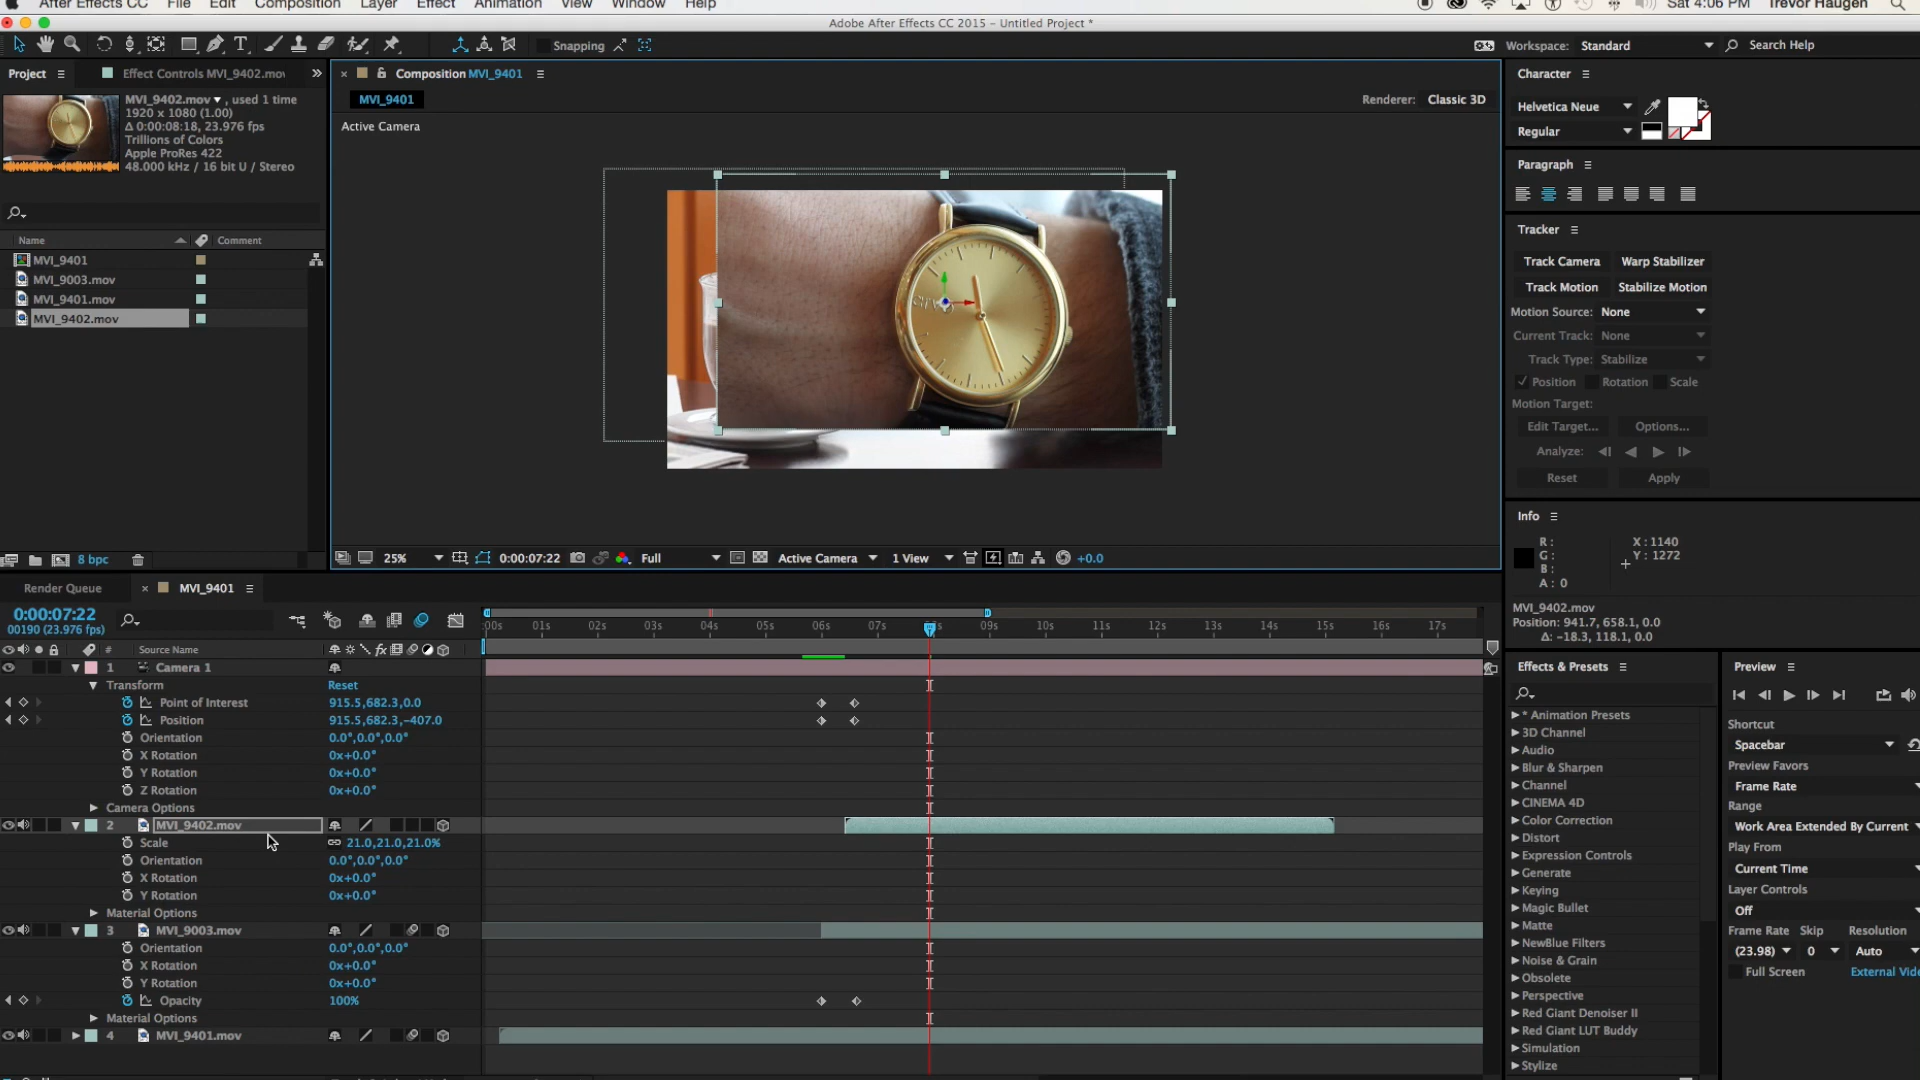 After Effects CC File Edit Composition Layer Effect Animation View Window Help Sat 4:06 PM Trevor Haugen
Adobe After Effects CC 2015 – Untitled Project *
Snapping Workspace: Standard Search Help
Project Effect Controls MVI_9402.mov
MVI_9402.mov , used 1 time
1920 x 1080 (1.00)
Δ 0:00:08:18, 23.976 fps
Trillions of Colors
Apple ProRes 422
48.000 kHz / 16 bit U / Stereo
Name Comment
MVI_9401
MVI_9003.mov
MVI_9401.mov
MVI_9402.mov
8 bpc
Composition MVI_9401
MVI_9401
Renderer: Classic 3D
Active Camera
25% 0:00:07:22 Full Active Camera 1 View +0.0
Character
Helvetica Neue
Regular
Paragraph
Tracker
Track Camera Warp Stabilizer
Track Motion Stabilize Motion
Motion Source: None
Current Track: None
Track Type: Stabilize
Position Rotation Scale
Motion Target:
Edit Target... Options...
Analyze:
Reset Apply
Info
R: X : 1140
G: Y : 1272
B:
A: 0
MVI_9402.mov
Position: 941.7, 658.1, 0.0
Δ: -18.3, 118.1, 0.0
Render Queue MVI_9401
0:00:07:22
00190 (23.976 fps)
:00s 01s 02s 03s 04s 05s 06s 07s 09s 10s 11s 12s 13s 14s 15s 16s 17s
# Source Name
1 Camera 1
Transform Reset
Point of Interest 915.5,682.3,0.0
Position 915.5,682.3,-407.0
Orientation 0.0°,0.0°,0.0°
X Rotation 0x+0.0°
Y Rotation 0x+0.0°
Z Rotation 0x+0.0°
Camera Options
2 MVI_9402.mov
Scale 21.0,21.0,21.0%
Orientation 0.0°,0.0°,0.0°
X Rotation 0x+0.0°
Y Rotation 0x+0.0°
Material Options
3 MVI_9003.mov
Orientation 0.0°,0.0°,0.0°
X Rotation 0x+0.0°
Y Rotation 0x+0.0°
Opacity 100%
Material Options
4 MVI_9401.mov
Effects & Presets
* Animation Presets
3D Channel
Audio
Blur & Sharpen
Channel
CINEMA 4D
Color Correction
Distort
Expression Controls
Generate
Keying
Magic Bullet
Matte
NewBlue Filters
Noise & Grain
Obsolete
Perspective
Red Giant Denoiser II
Red Giant LUT Buddy
Simulation
Stylize
Preview
Shortcut
Spacebar
Preview Favors
Frame Rate
Range
Work Area Extended By Current
Play From
Current Time
Layer Controls
Off
Frame Rate Skip Resolution
(23.98) 0 Auto
Full Screen External Vide